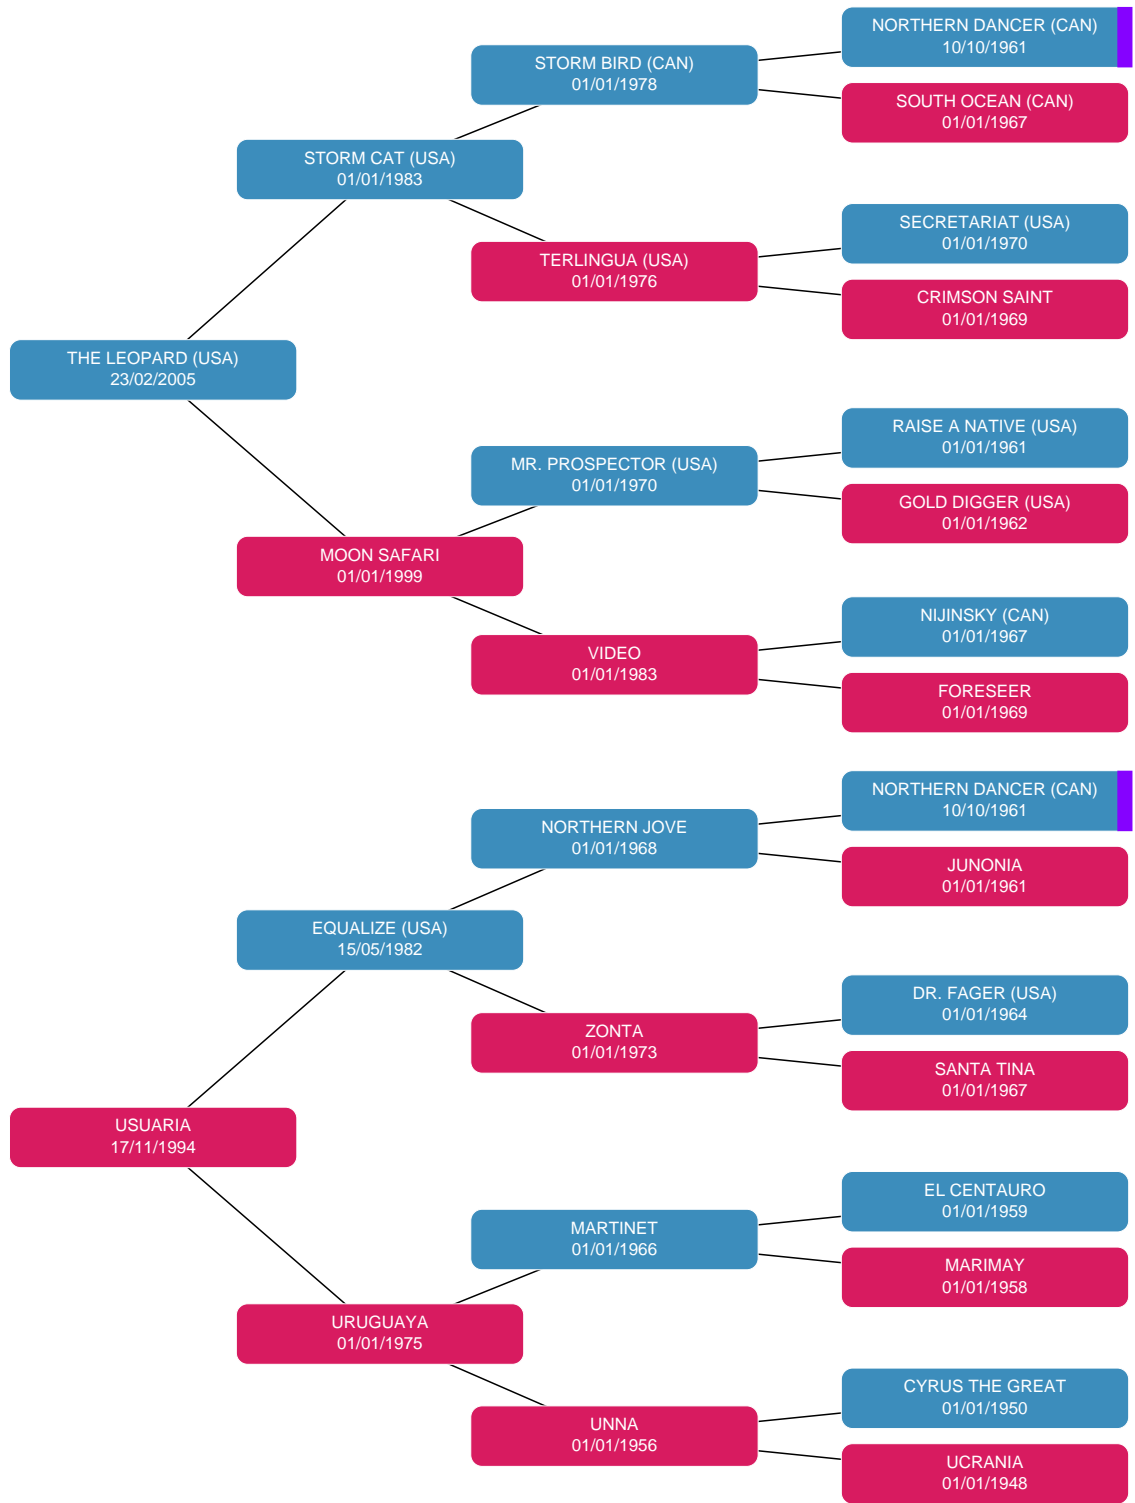 NORTHERN DANCER (CAN)
10/10/1961
STORM BIRD (CAN)
01/01/1978
SOUTH OCEAN (CAN)
01/01/1967
STORM CAT (USA)
01/01/1983
SECRETARIAT (USA)
01/01/1970
TERLINGUA (USA)
01/01/1976
CRIMSON SAINT
01/01/1969
THE LEOPARD (USA)
23/02/2005
RAISE A NATIVE (USA)
01/01/1961
MR. PROSPECTOR (USA)
01/01/1970
GOLD DIGGER (USA)
01/01/1962
MOON SAFARI
01/01/1999
NIJINSKY (CAN)
01/01/1967
VIDEO
01/01/1983
FORESEER
01/01/1969
NORTHERN DANCER (CAN)
10/10/1961
NORTHERN JOVE
01/01/1968
JUNONIA
01/01/1961
EQUALIZE (USA)
15/05/1982
DR. FAGER (USA)
01/01/1964
ZONTA
01/01/1973
SANTA TINA
01/01/1967
USUARIA
17/11/1994
EL CENTAURO
01/01/1959
MARTINET
01/01/1966
MARIMAY
01/01/1958
URUGUAYA
01/01/1975
CYRUS THE GREAT
01/01/1950
UNNA
01/01/1956
UCRANIA
01/01/1948